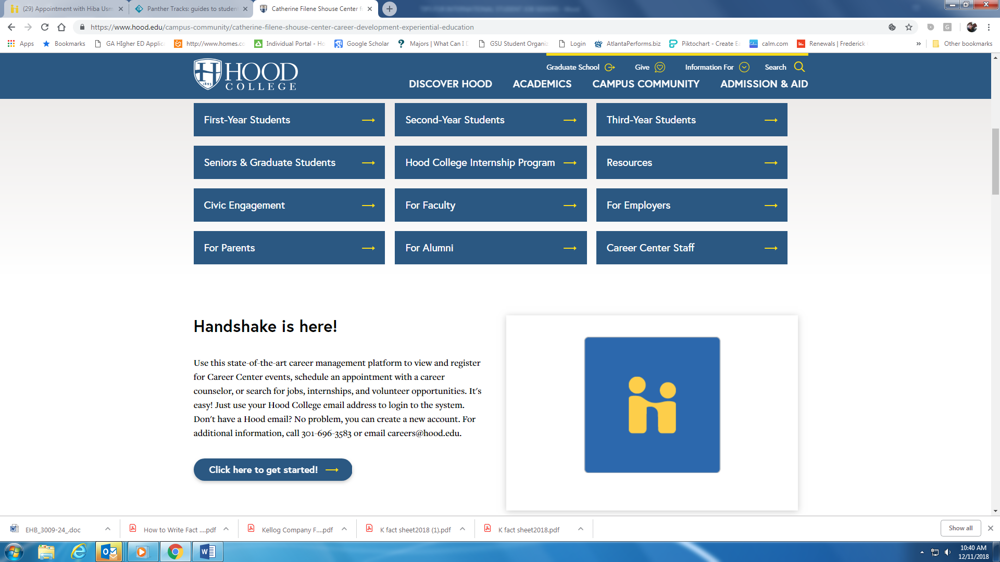 (29) Appointment with Hiba Usm
Panther Tracks: guides to student
Catherine Filene Shouse Center f
https://www.hood.edu/campus-community/catherine-filene-shouse-center-career-development-experiential-education
Apps
Bookmarks
GA HIgher ED Applic
http://www.homes.co
Individual Portal - Ho
Google Scholar
Majors | What Can I D
GSU Student Organiz
Login
AtlantaPerforms.biz
Piktochart - Create Ea
calm.com
Renewals | Frederick
»
Other bookmarks
HOOD
COLLEGE
1893
Graduate School
Give
Information For
Search
DISCOVER HOOD
ACADEMICS
CAMPUS COMMUNITY
ADMISSION & AID
First-Year Students
Second-Year Students
Third-Year Students
Seniors & Graduate Students
Hood College Internship Program
Resources
Civic Engagement
For Faculty
For Employers
For Parents
For Alumni
Career Center Staff
Handshake is here!
Use this state-of-the-art career management platform to view and register
for Career Center events, schedule an appointment with a career
counselor, or search for jobs, internships, and volunteer opportunities. It's
easy! Just use your Hood College email address to login to the system.
Don't have a Hood email? No problem, you can create a new account. For
additional information, call 301-696-3583 or email careers@hood.edu.
Click here to get started!
EHB_3009-24_.doc
How to Write Fact ....pdf
Kellog Company F....pdf
K fact sheet2018 (1).pdf
K fact sheet2018.pdf
Show all
10:40 AM
12/11/2018